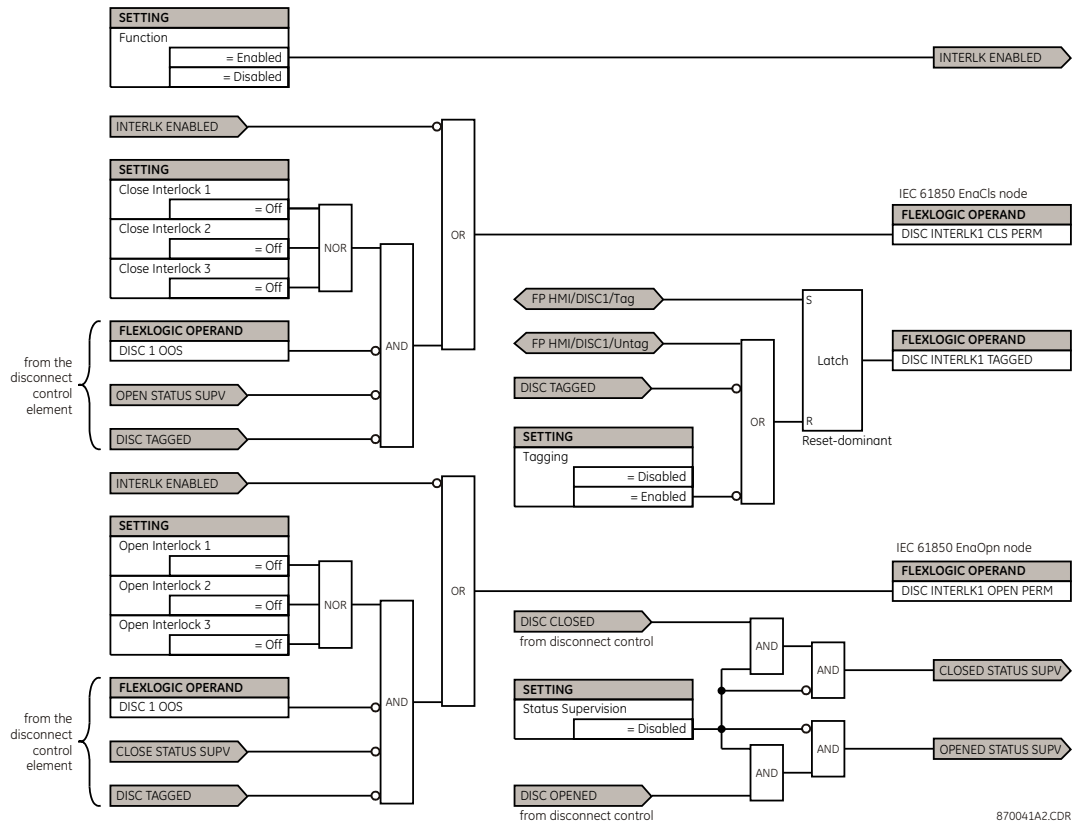 SETTING
Function
= Enabled
= Disabled
INTERLK ENABLED
INTERLK ENABLED
SETTING
Close Interlock 1
= Off
Close Interlock 2
= Off
Close Interlock 3
= Off
NOR
FLEXLOGIC OPERAND
DISC 1 OOS
OPEN STATUS SUPV
DISC TAGGED
from the
disconnect
control
element
AND
OR
IEC 61850 EnaCls node
FLEXLOGIC OPERAND
DISC INTERLK1 CLS PERM
FP HMI/DISC1/Tag
FP HMI/DISC1/Untag
DISC TAGGED
SETTING
Tagging
= Disabled
= Enabled
OR
S
Latch
R
Reset-dominant
FLEXLOGIC OPERAND
DISC INTERLK1 TAGGED
INTERLK ENABLED
SETTING
Open Interlock 1
= Off
Open Interlock 2
= Off
Open Interlock 3
= Off
NOR
FLEXLOGIC OPERAND
DISC 1 OOS
CLOSE STATUS SUPV
DISC TAGGED
from the
disconnect
control
element
AND
OR
IEC 61850 EnaOpn node
FLEXLOGIC OPERAND
DISC INTERLK1 OPEN PERM
DISC CLOSED
from disconnect control
SETTING
Status Supervision
= Disabled
DISC OPENED
from disconnect control
AND
AND
CLOSED STATUS SUPV
AND
AND
OPENED STATUS SUPV
870041A2.CDR